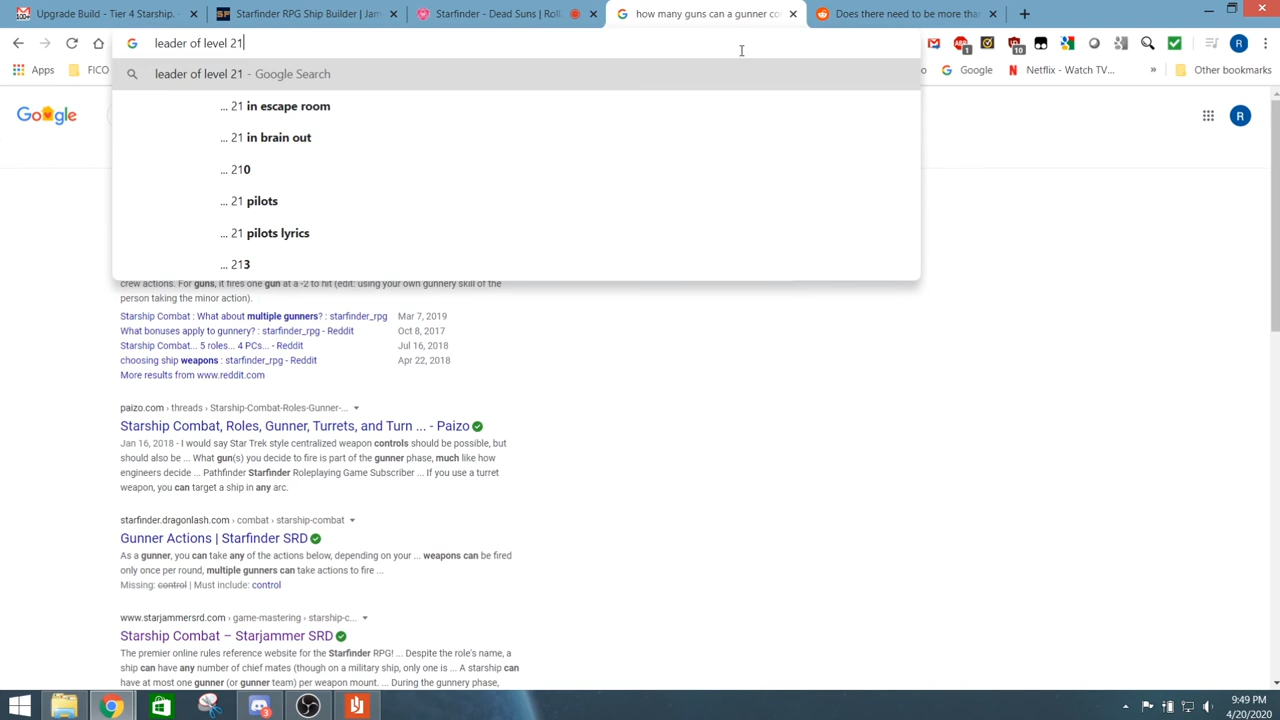 Upgrade Build - Tier 4 Starship. :
Starfinder RPG Ship Builder | Jam
Starfinder - Dead Suns | Roll
how many guns can a gunner co
Does there need to be more tha
leader of level 21
Apps
FICO
Google
Netflix - Watch TV...
»
Other bookmarks
leader of level 21 - Google Search
... 21 in escape room
... 21 in brain out
... 210
... 21 pilots
... 21 pilots lyrics
... 213
Google
R
crew actions. For guns, it fires one gun at a -2 to hit (edit: using your own gunnery skill of the
person taking the minor action).
Starship Combat : What about multiple gunners? : starfinder_rpg Mar 7, 2019
What bonuses apply to gunnery? : starfinder_rpg - Reddit Oct 8, 2017
Starship Combat... 5 roles... 4 PCs... - Reddit Jul 16, 2018
choosing ship weapons : starfinder_rpg - Reddit Apr 22, 2018
More results from www.reddit.com
paizo.com › threads › Starship-Combat-Roles-Gunner-...
Starship Combat, Roles, Gunner, Turrets, and Turn ... - Paizo
Jan 16, 2018 - I would say Star Trek style centralized weapon controls should be possible, but
should also be ... What gun(s) you decide to fire is part of the gunner phase, much like how
engineers decide ... Pathfinder Starfinder Roleplaying Game Subscriber ... If you use a turret
weapon, you can target a ship in any arc.
starfinder.dragonlash.com › combat › starship-combat
Gunner Actions | Starfinder SRD
As a gunner, you can take any of the actions below, depending on your ... weapons can be fired
only once per round, multiple gunners can take actions to fire ...
Missing: control | Must include: control
www.starjammersrd.com › game-mastering › starship-c...
Starship Combat – Starjammer SRD
The premier online rules reference website for the Starfinder RPG! ... Despite the role's name, a
ship can have any number of chief mates (though on a military ship, only one is ... A starship can
have at most one gunner (or gunner team) per weapon mount. ... During the gunnery phase,
9:49 PM
4/20/2020